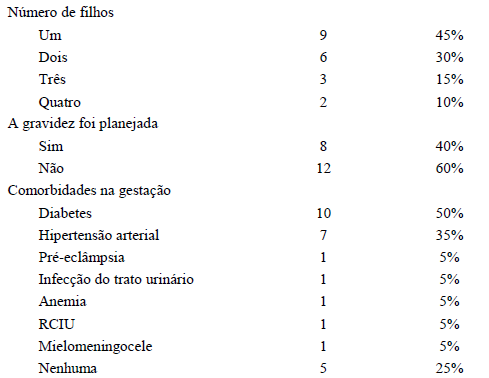 Número de filhos
Um 9 45%
Dois 6 30%
Três 3 15%
Quatro 2 10%
A gravidez foi planejada
Sim 8 40%
Não 12 60%
Comorbidades na gestação
Diabetes 10 50%
Hipertensão arterial 7 35%
Pré-eclâmpsia 1 5%
Infecção do trato urinário 1 5%
Anemia 1 5%
RCIU 1 5%
Mielomeningocele 1 5%
Nenhuma 5 25%